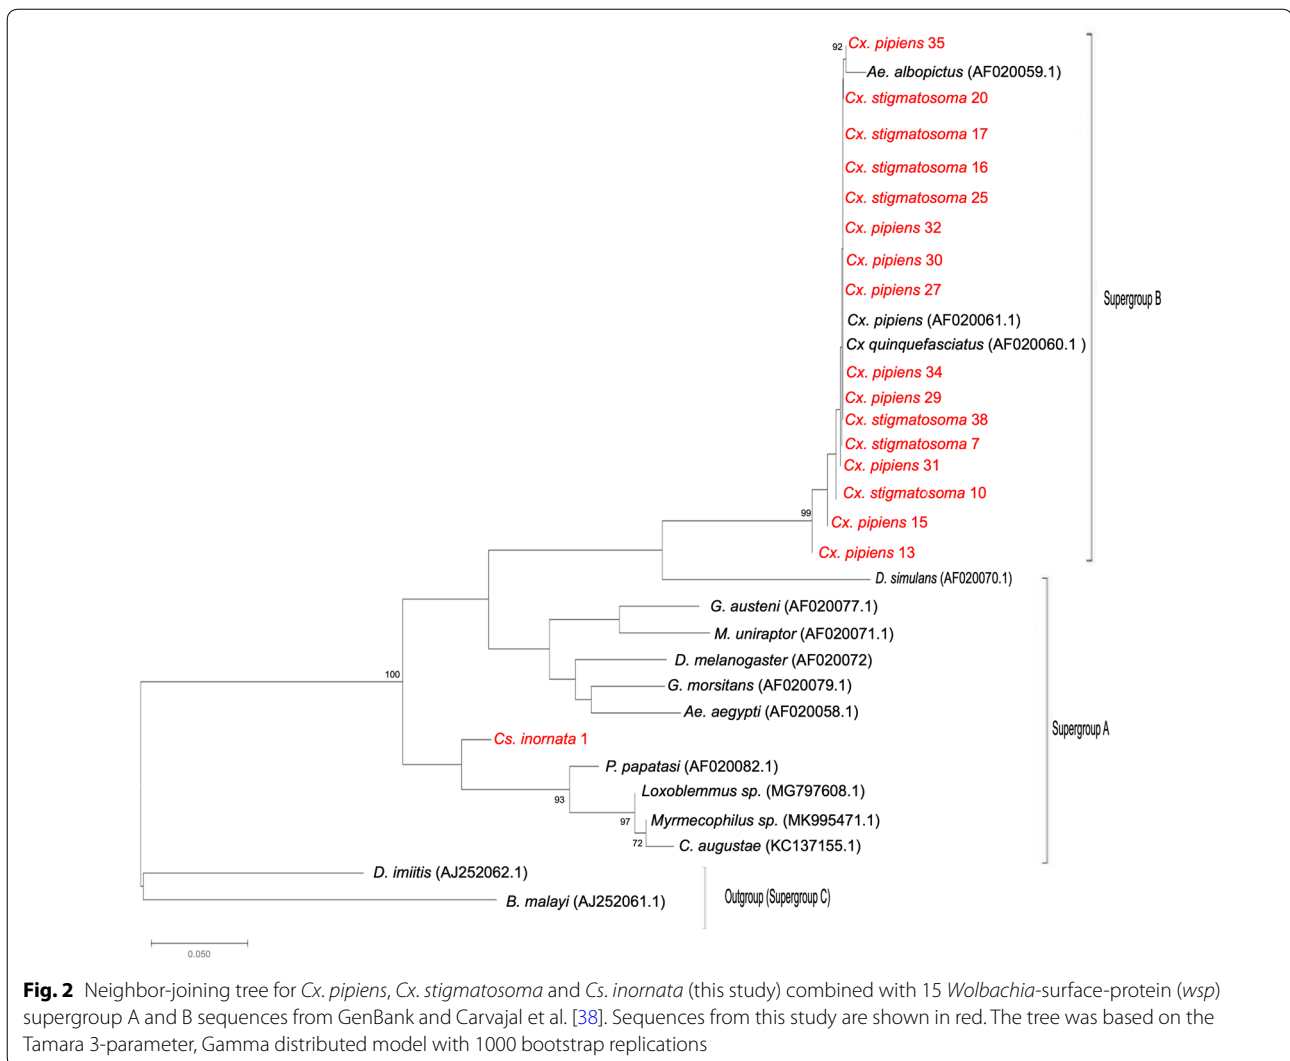 92
Cx. pipiens 35
Ae. albopictus (AF020059.1)
Cx. stigmatosoma 20
Cx. stigmatosoma 17
Cx. stigmatosoma 16
Cx. stigmatosoma 25
Cx. pipiens 32
Cx. pipiens 30
Cx. pipiens 27
Supergroup B
Cx. pipiens (AF020061.1)
Cx quinquefasciatus (AF020060.1 )
Cx. pipiens 34
Cx. pipiens 29
Cx. stigmatosoma 38
Cx. stigmatosoma 7
Cx. pipiens 31
Cx. stigmatosoma 10
99
Cx. pipiens 15
Cx. pipiens 13
D. simulans (AF020070.1)
G. austeni (AF020077.1)
M. uniraptor (AF020071.1)
D. melanogaster (AF020072)
100
G. morsitans (AF020079.1)
Ae. aegypti (AF020058.1)
Supergroup A
Cs. inornata 1
P. papatasi (AF020082.1)
Loxoblemmus sp. (MG797608.1)
93
Myrmecophilus sp. (MK995471.1)
97
C. augustae (KC137155.1)
72
D. imiitis (AJ252062.1)
B. malayi (AJ252061.1)
Outgroup (Supergroup C)
0.050
Fig. 2 Neighbor-joining tree for Cx. pipiens, Cx. stigmatosoma and Cs. inornata (this study) combined with 15 Wolbachia-surface-protein (wsp)
supergroup A and B sequences from GenBank and Carvajal et al. [38]. Sequences from this study are shown in red. The tree was based on the
Tamara 3-parameter, Gamma distributed model with 1000 bootstrap replications